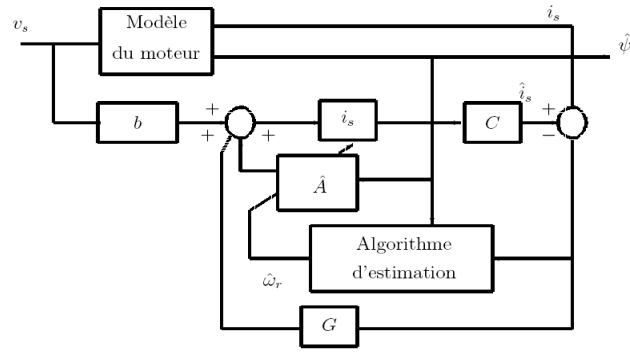 i_s
v_s
Modèle
du moteur
ψ̂
b
+
+
+
i_s
C
î_s
+
−
Â
Algorithme
d'estimation
ω̂_r
G